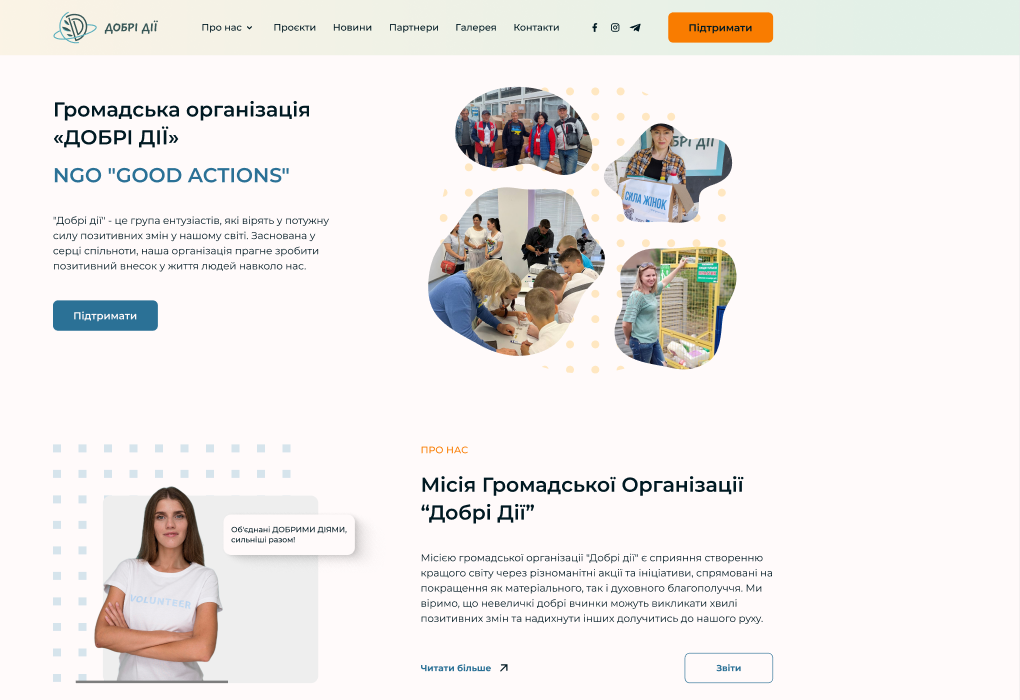 ДОБРІ ДІЇ
Про нас
Проєкти
Новини
Партнери
Галерея
Контакти
Підтримати
Громадська організація
«ДОБРІ ДІЇ»
NGO "GOOD ACTIONS"
"Добрі дії" - це група ентузіастів, які вірять у потужну
силу позитивних змін у нашому світі. Заснована у
серці спільноти, наша організація прагне зробити
позитивний внесок у життя людей навколо нас.
Підтримати
БРІ ДІЇ
СИЛА ЖІНОК
Об'єднані ДОБРИМИ ДІЯМИ,
сильніші разом!
VOLUNTEER
ПРО НАС
Місія Громадської Організації
“Добрі Дії”
Місією громадської організації "Добрі дії" є сприяння створенню
кращого світу через різноманітні акції та ініціативи, спрямовані на
покращення як матеріального, так і духовного благополуччя. Ми
віримо, що невеличкі добрі вчинки можуть викликати хвилі
позитивних змін та надихнути інших долучитись до нашого руху.
Читати більше
Звіти